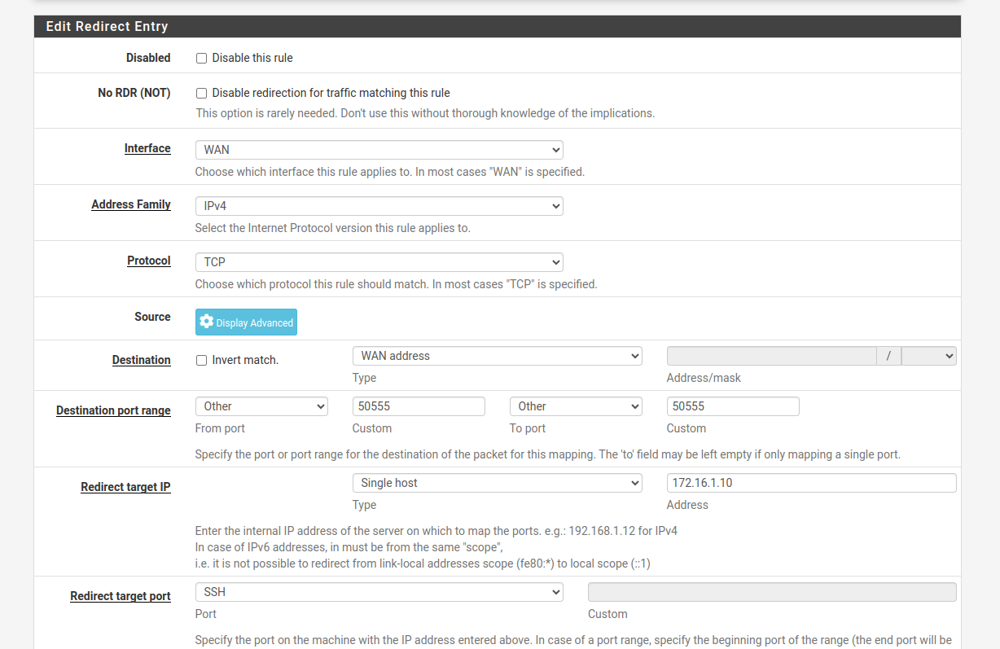 Edit Redirect Entry
Disabled
Disable this rule
No RDR (NOT)
Disable redirection for traffic matching this rule
This option is rarely needed. Don't use this without thorough knowledge of the implications.
Interface
WAN
Choose which interface this rule applies to. In most cases "WAN" is specified.
Address Family
IPv4
Select the Internet Protocol version this rule applies to.
Protocol
TCP
Choose which protocol this rule should match. In most cases "TCP" is specified.
Source
Display Advanced
Destination
Invert match.
WAN address
/
Type
Address/mask
Destination port range
Other
50555
Other
50555
From port
Custom
To port
Custom
Specify the port or port range for the destination of the packet for this mapping. The 'to' field may be left empty if only mapping a single port.
Redirect target IP
Single host
172.16.1.10
Type
Address
Enter the internal IP address of the server on which to map the ports. e.g.: 192.168.1.12 for IPv4
In case of IPv6 addresses, in must be from the same "scope",
i.e. it is not possible to redirect from link-local addresses scope (fe80:*) to local scope (::1)
Redirect target port
SSH
Port
Custom
Specify the port on the machine with the IP address entered above. In case of a port range, specify the beginning port of the range (the end port will be